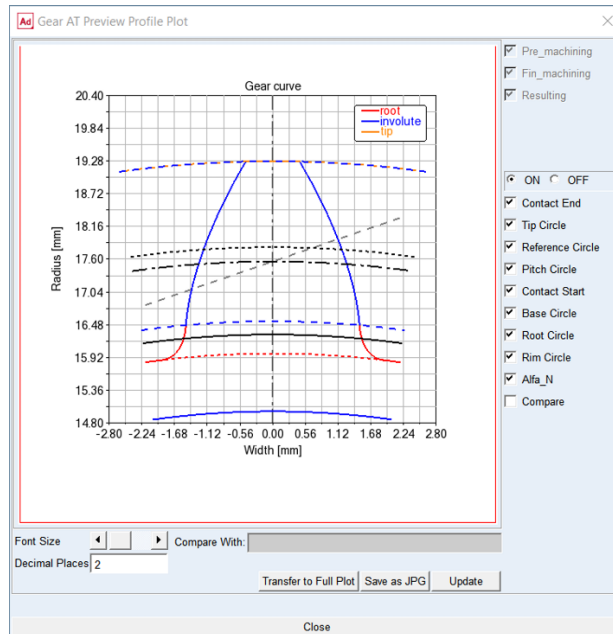 Ad Gear AT Preview Profile Plot
Pre_machining
Fin_machining
Resulting
ON OFF
Contact End
Tip Circle
Reference Circle
Pitch Circle
Contact Start
Base Circle
Root Circle
Rim Circle
Alfa_N
Compare
Gear curve
root
involute
tip
Radius [mm]
20.40
19.84
19.28
18.72
18.16
17.60
17.04
16.48
15.92
15.36
14.80
-2.80 -2.24 -1.68 -1.12 -0.56 0.00 0.56 1.12 1.68 2.24 2.80
Width [mm]
Font Size Compare With:
Decimal Places 2
Transfer to Full Plot Save as JPG Update
Close